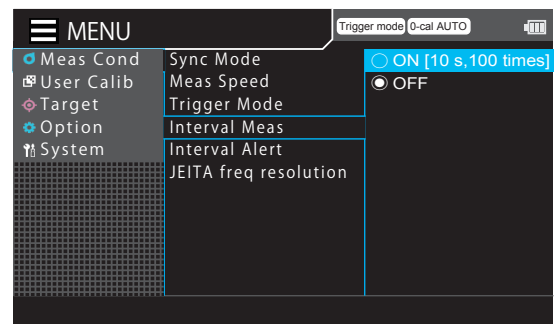 MENU
Trigger mode 0-cal AUTO
Meas Cond
User Calib
Target
Option
System
Sync Mode
Meas Speed
Trigger Mode
Interval Meas
Interval Alert
JEITA freq resolution
ON [10 s,100 times]
OFF